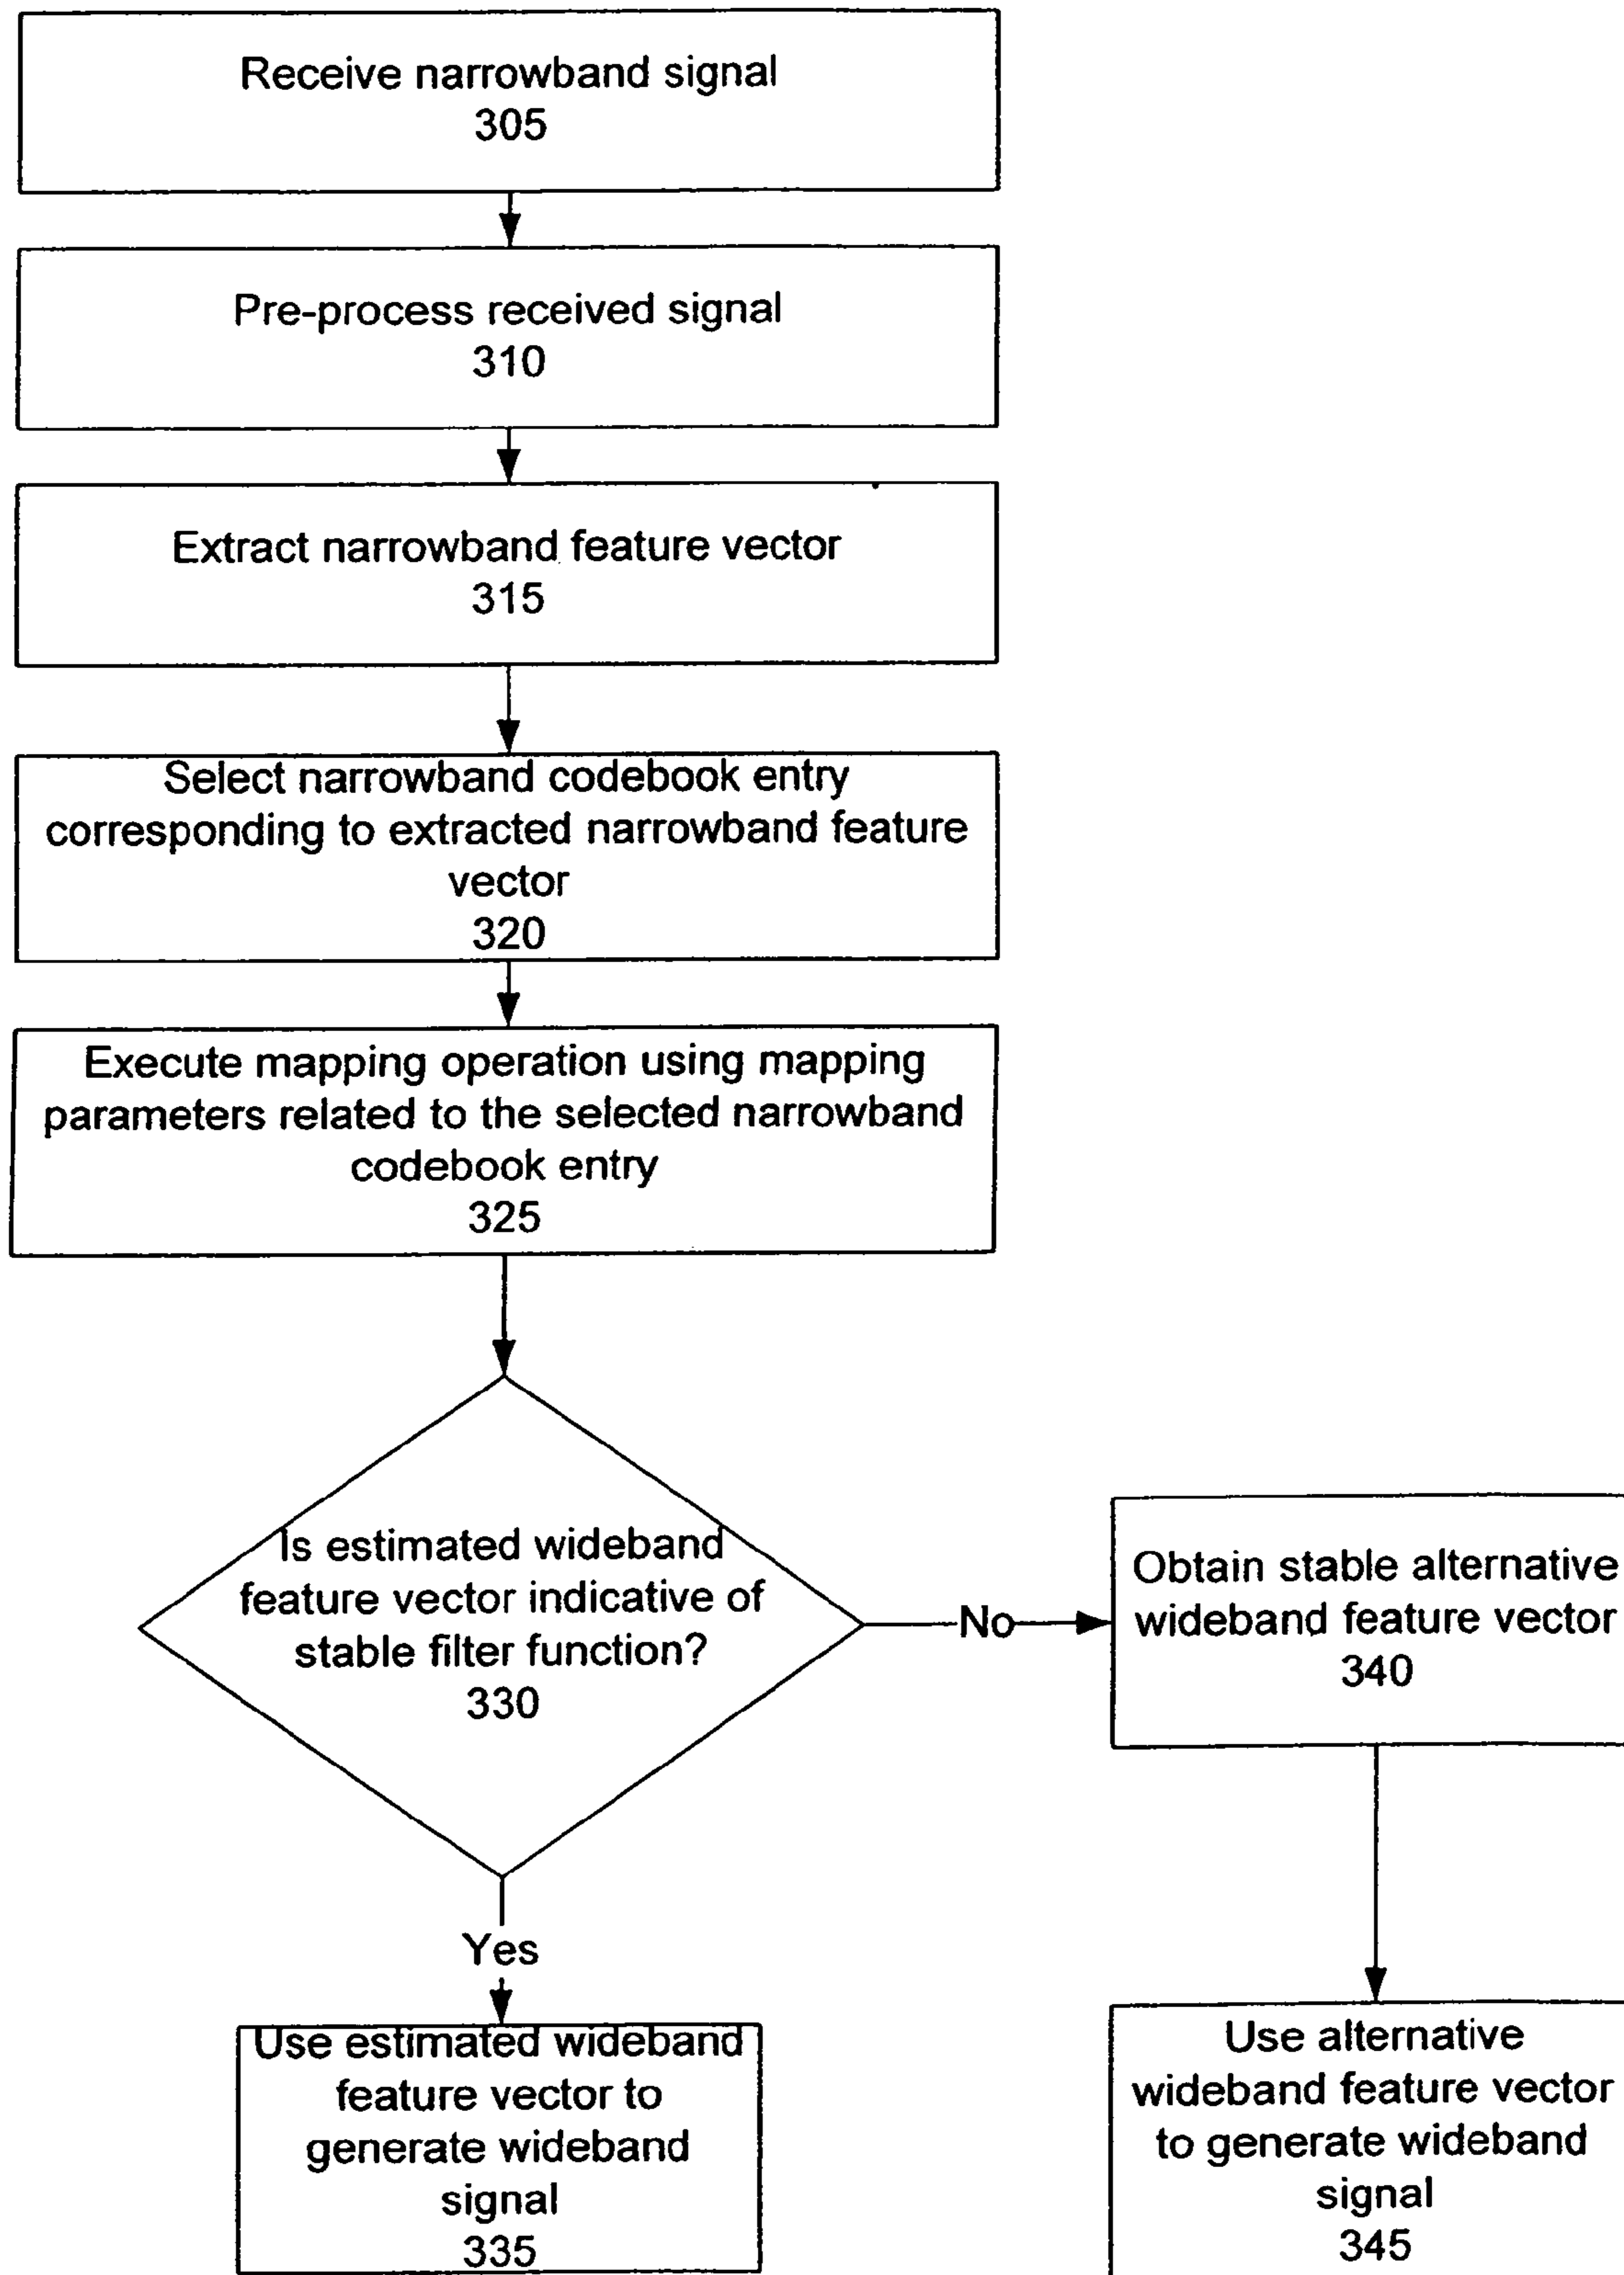 Receive narrowband signal
305
Pre-process received signal
310
Extract narrowband feature vector
315
Select narrowband codebook entry
corresponding to extracted narrowband feature
vector
320
Execute mapping operation using mapping
parameters related to the selected narrowband
codebook entry
325
Is estimated wideband
feature vector indicative of
stable filter function?
330
No
Obtain stable alternative
wideband feature vector
340
Yes
Use estimated wideband
feature vector to
generate wideband
signal
335
Use alternative
wideband feature vector
to generate wideband
signal
345